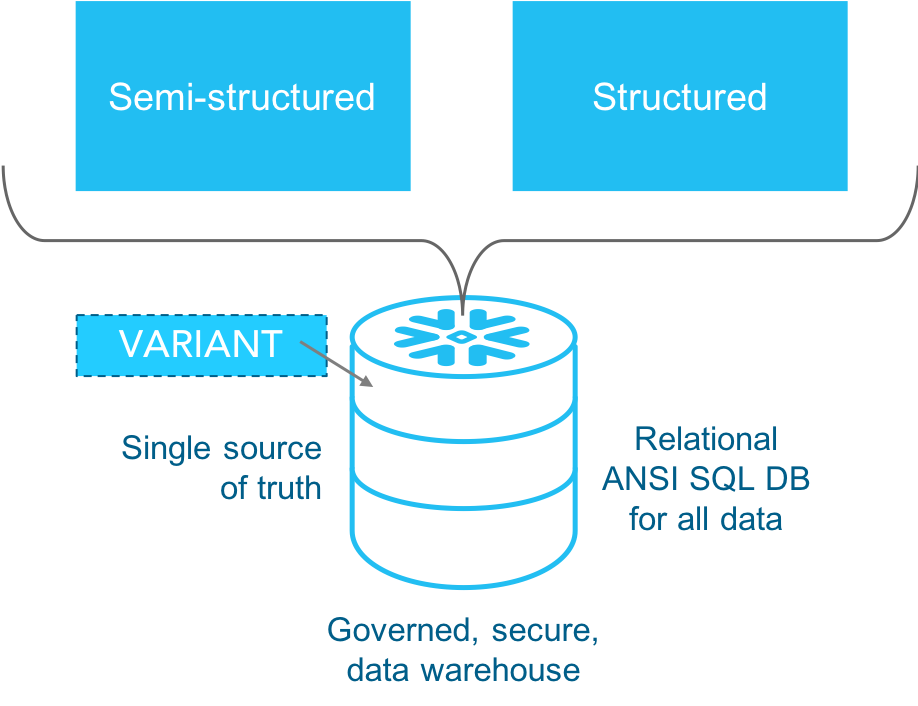 Semi-structured
Structured
VARIANT
Single source
of truth
Relational
ANSI SQL DB
for all data
Governed, secure,
data warehouse